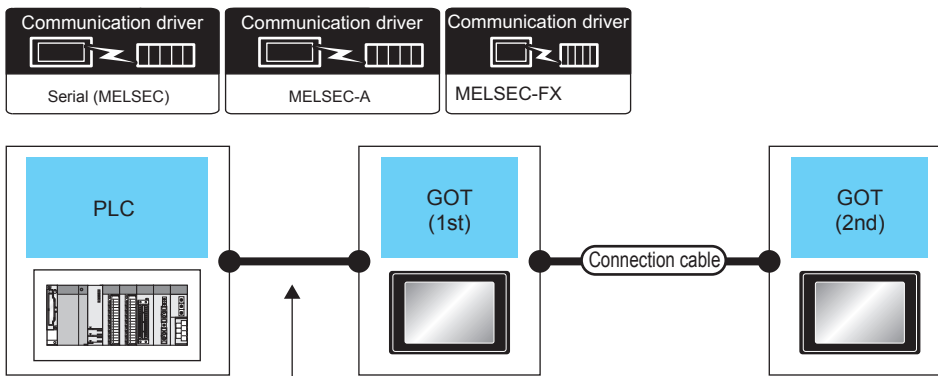 Communication driver
Serial (MELSEC)
Communication driver
MELSEC-A
Communication driver
MELSEC-FX
PLC
GOT
(1st)
Connection cable
GOT
(2nd)